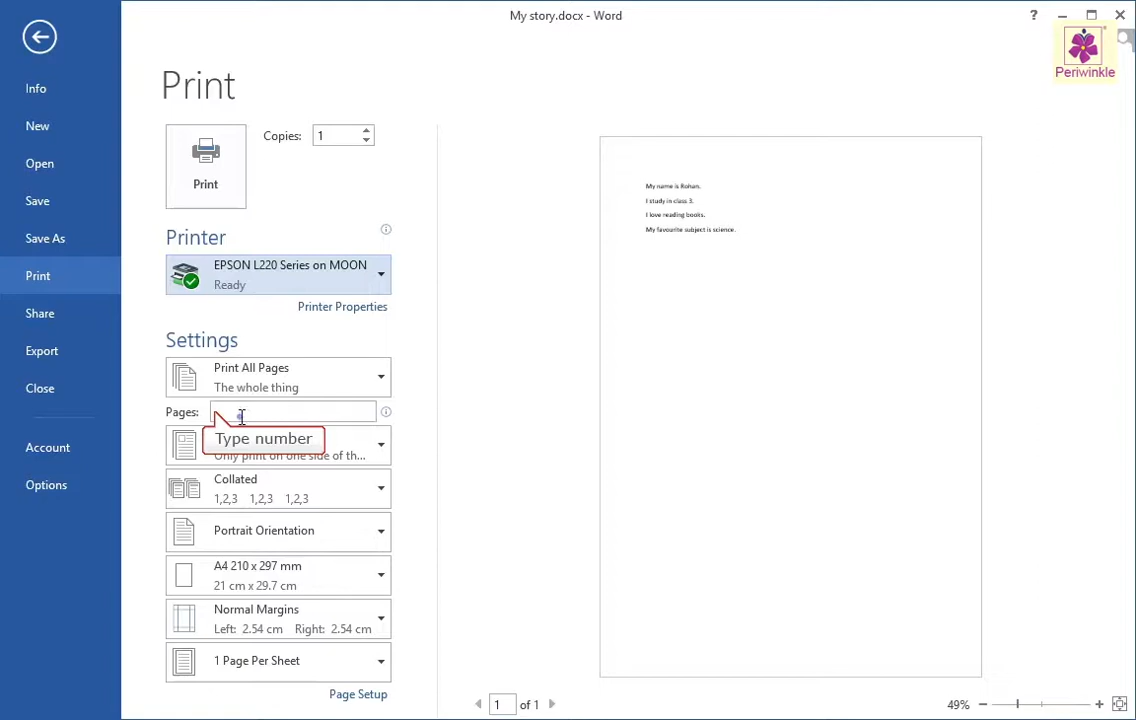 My story.docx - Word
?
Periwinkle
Info
New
Open
Save
Save As
Print
Share
Export
Close
Account
Options
Print
Print
Copies: 1
Printer
EPSON L220 Series on MOON
Ready
Printer Properties
Settings
Print All Pages
The whole thing
Pages:
Type number
Only print on one side of th...
Collated
1,2,3 1,2,3 1,2,3
Portrait Orientation
A4 210 x 297 mm
21 cm x 29.7 cm
Normal Margins
Left: 2.54 cm Right: 2.54 cm
1 Page Per Sheet
Page Setup
My name is Rohan.
I study in class 3.
I love reading books.
My favourite subject is science.
1 of 1
49%